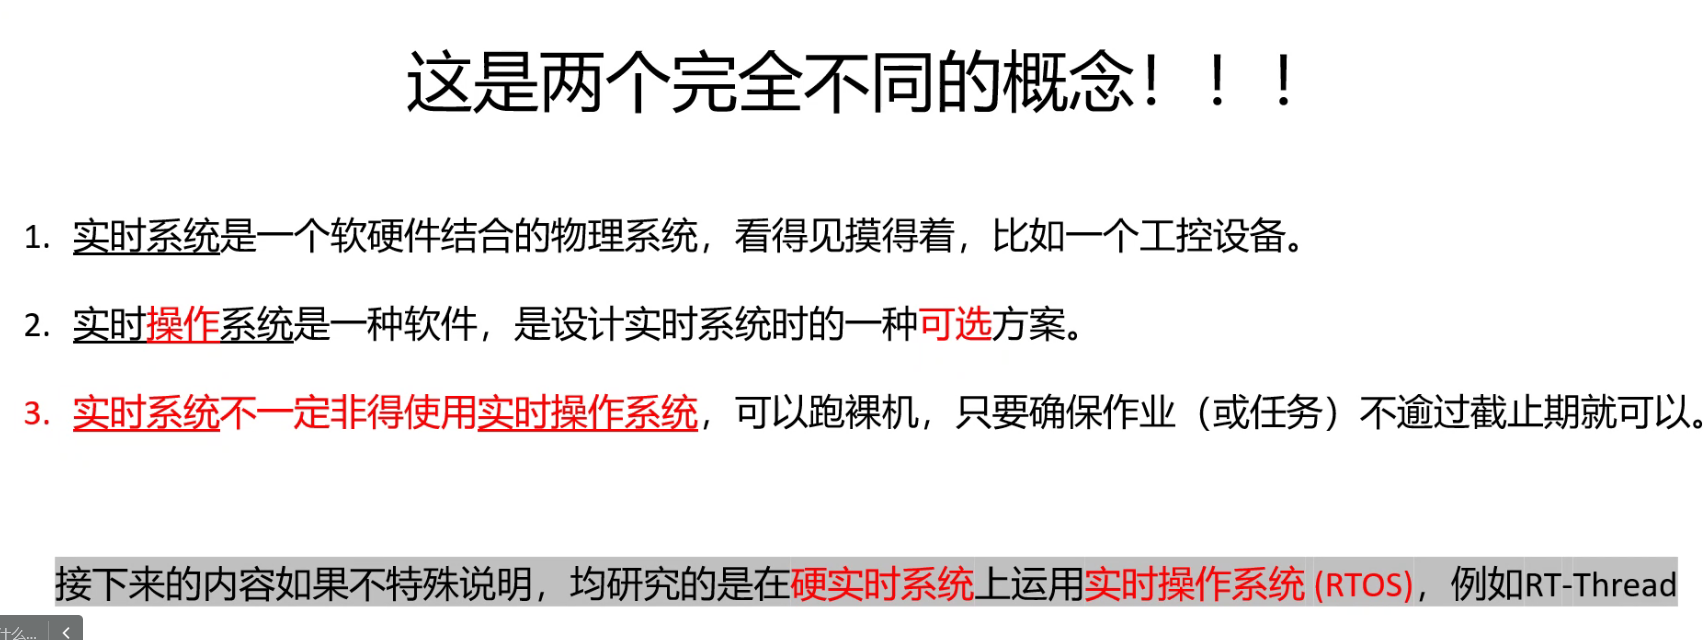 这是两个完全不同的概念！！！
1. 实时系统是一个软硬件结合的物理系统，看得见摸得着，比如一个工控设备。
2. 实时操作系统是一种软件，是设计实时系统时的一种可选方案。
3. 实时系统不一定非得使用实时操作系统，可以跑裸机，只要确保作业（或任务）不逾过截止期就可以。
接下来的内容如果不特殊说明，均研究的是在硬实时系统上运用实时操作系统 (RTOS)，例如RT-Thread
什么...